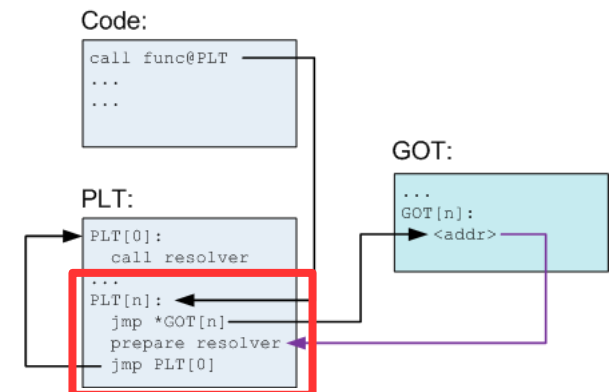 Code:
call func@PLT
...
...
PLT:
PLT[0]:
call resolver
...
PLT[n]:
jmp *GOT[n]
prepare resolver
jmp PLT[0]
GOT:
...
GOT[n]:
<addr>